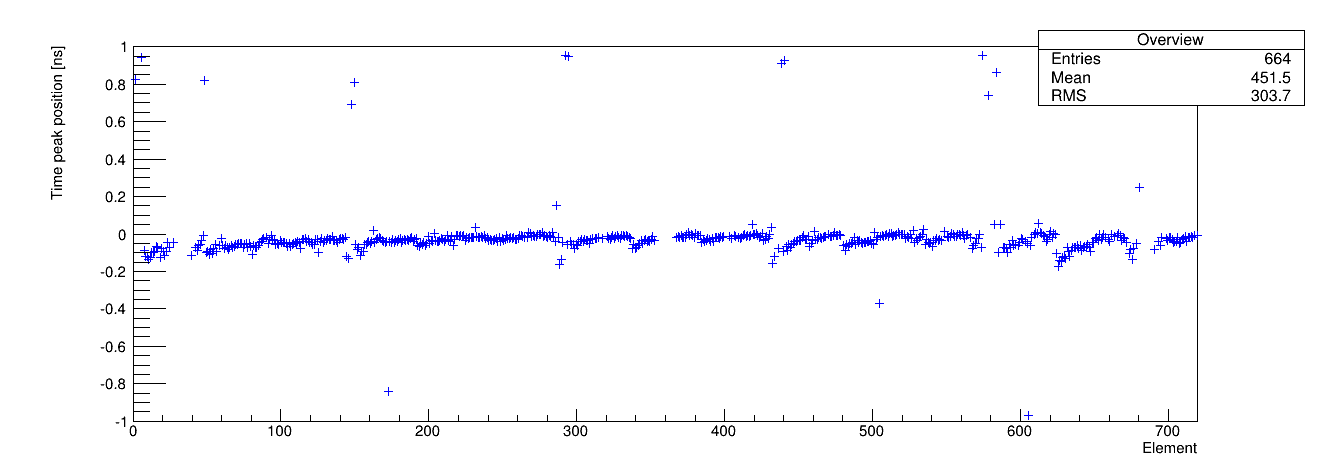 Overview
Entries 664
Mean 451.5
RMS 303.7
Time peak position [ns]
1
0.8
0.6
0.4
0.2
0
-0.2
-0.4
-0.6
-0.8
-1
0 100 200 300 400 500 600 700
Element